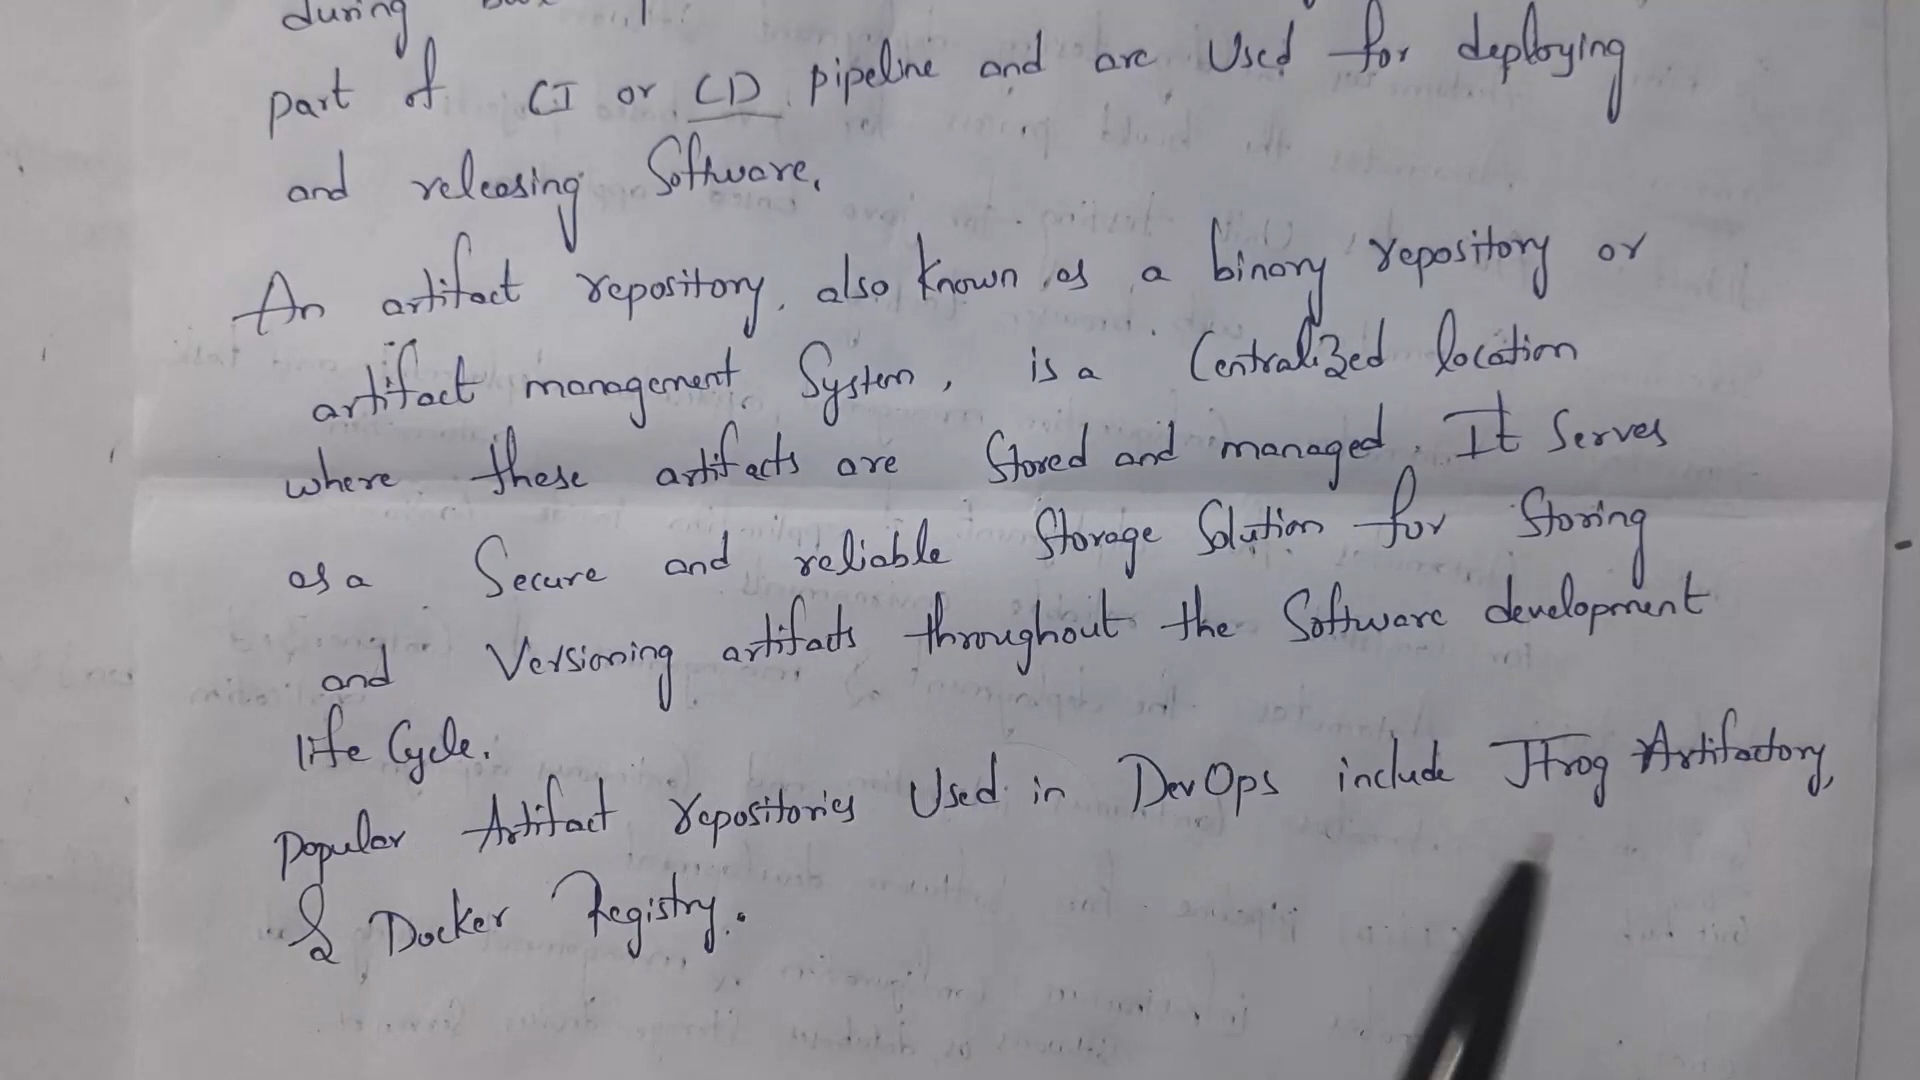 during
part of CI or CD pipeline and are Used for deploying
and releasing Software.
An artifact repository, also known as a binary repository or
artifact management System, is a Centralized location
where these artifacts are Stored and managed. It Serves
as a Secure and reliable Storage Solution for Storing
and Versioning artifacts throughout the Software development
life Cycle.
Popular Artifact repositories Used in DevOps include JFrog Artifactory,
& Docker Registry.